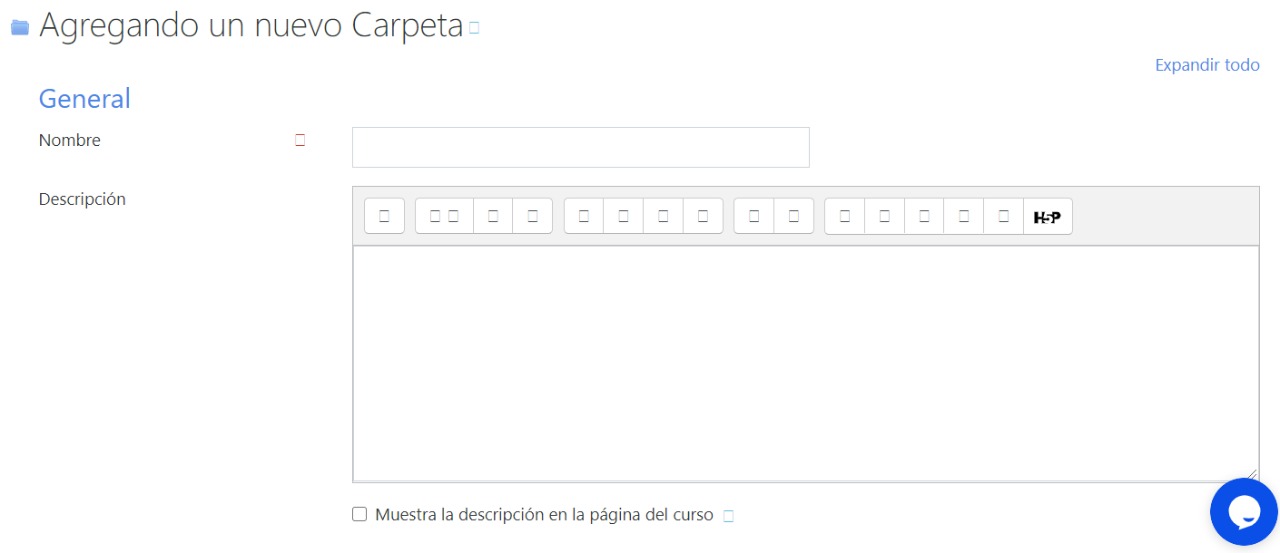 Agregando un nuevo Carpeta
Expandir todo
General
Nombre
Descripción
H5P
Muestra la descripción en la página del curso